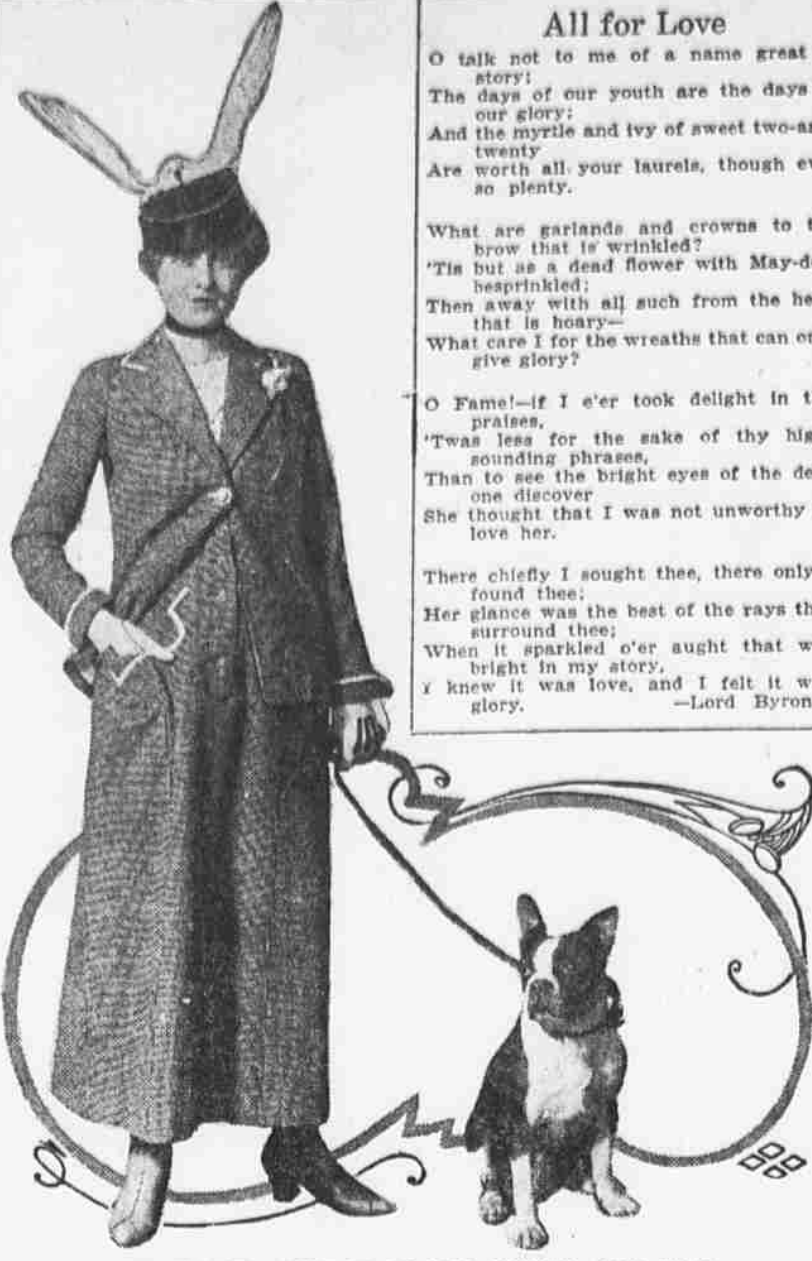 All for Love
O talk not to me of a name great
story;
The days of our youth are the days
our glory;
And the myrtle and ivy of sweet two-an
twenty
Are worth all your laurels, though ev
so plenty.
What are garlands and crowns to t
brow that is wrinkled?
'Tis but as a dead flower with May-d
besprinkled;
Then away with all such from the he
that is hoary—
What care I for the wreaths that can on
give glory?
O Fame!—if I e'er took delight in t
praises,
'Twas less for the sake of thy hig
sounding phrases,
Than to see the bright eyes of the de
one discover
She thought that I was not unworthy
love her.
There chiefly I sought thee, there only
found thee;
Her glance was the best of the rays th
surround thee;
When it sparkled o'er aught that w
bright in my story,
I knew it was love, and I felt it w
glory. —Lord Byron